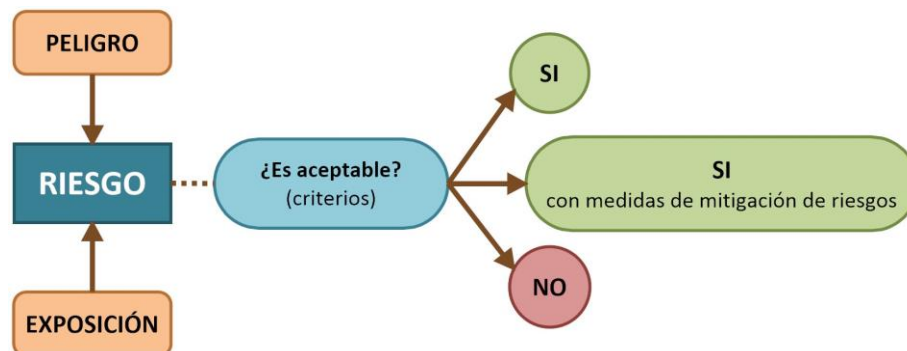 PELIGRO
RIESGO
EXPOSICIÓN
¿Es aceptable?
(criterios)
SI
SI
con medidas de mitigación de riesgos
NO